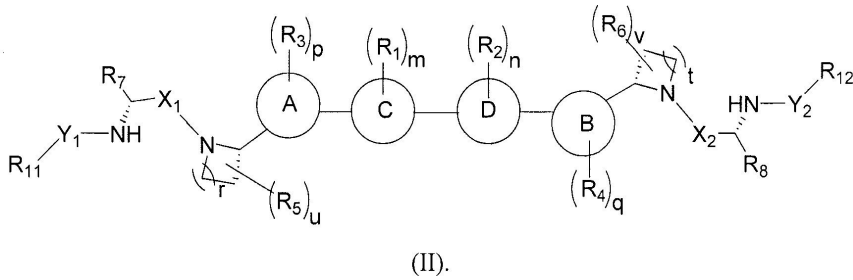 (R3)p
(R1)m
(R2)n
(R6)v
R7
X1
A
C
D
B
N
t
HN
Y2
R12
R11
Y1
NH
N
r
(R5)u
(R4)q
X2
R8
(II).